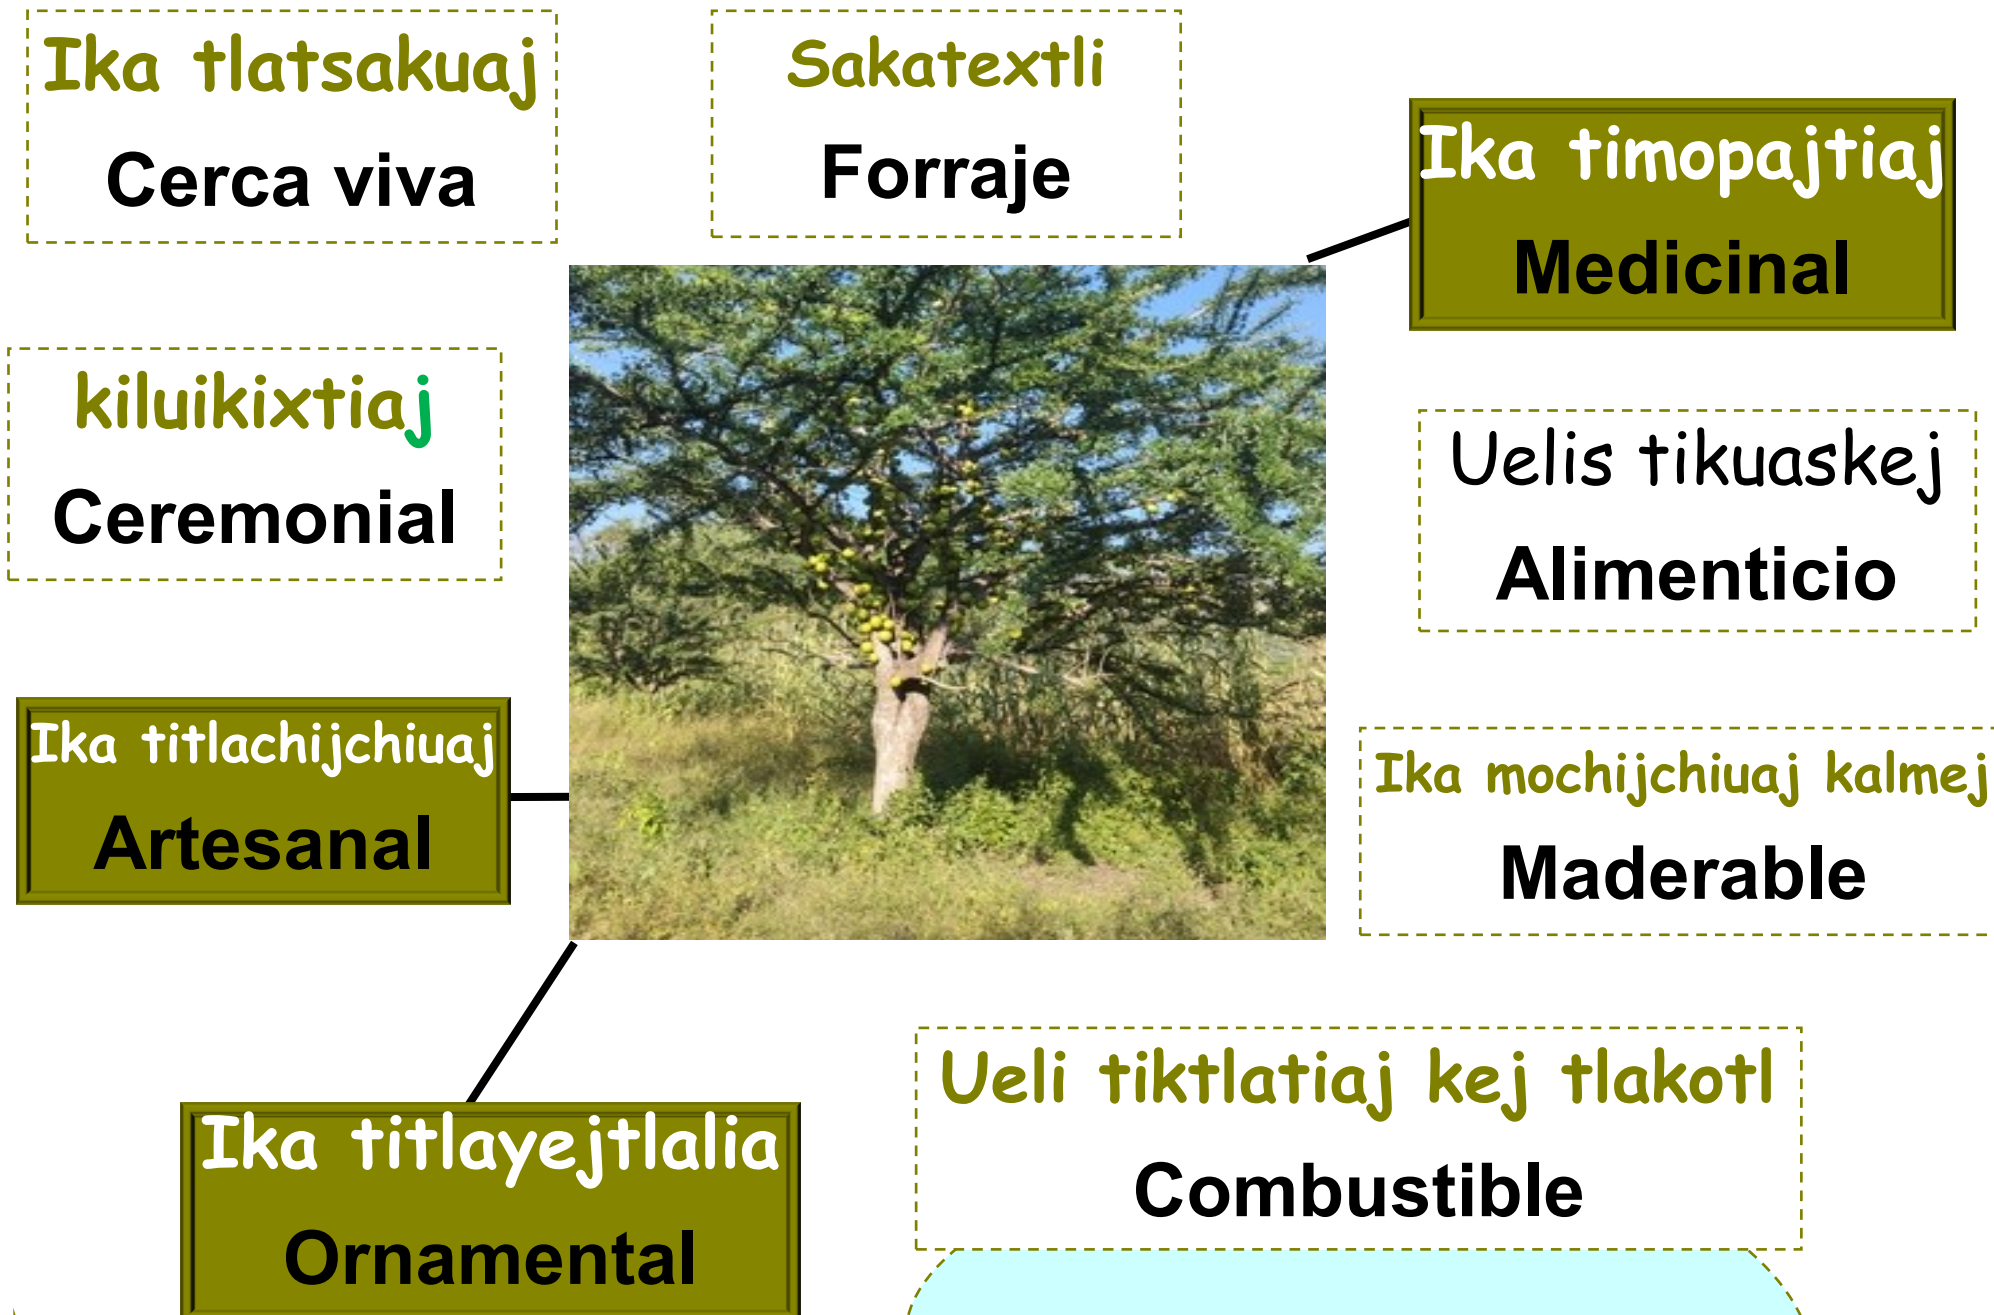 Ika tlatsakuaj
Cerca viva
Sakatextli
Forraje
Ika timopajtiaj
Medicinal
kiluikixtiaj
Ceremonial
Uelis tikuaskej
Alimenticio
Ika titlachijchiuaj
Artesanal
Ika mochijchiuaj kalmej
Maderable
Ika titlayejtlalia
Ornamental
Ueli tiktlatiaj kej tlakotl
Combustible